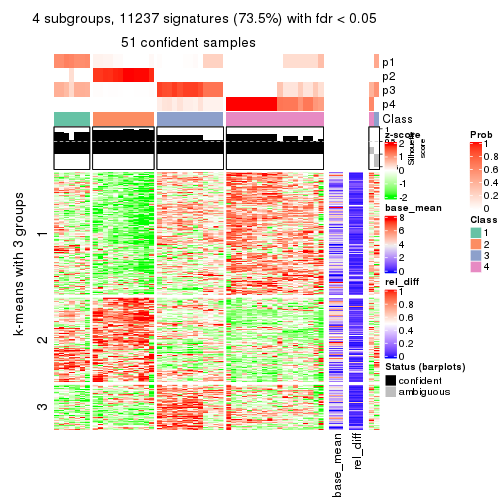 4 subgroups, 11237 signatures (73.5%) with fdr < 0.05
51 confident samples
p1
p2
p3
p4
Class
1
Silhouette
score
z-score
2
1
0
-1
-2
Prob
1
0.8
0.6
0.4
0.2
0
base_mean
8
6
4
2
0
Class
1
2
3
4
rel_diff
1
0.8
0.6
0.4
0.2
0
Status (barplots)
confident
ambiguous
k-means with 3 groups
1
2
3
base_mean
rel_diff